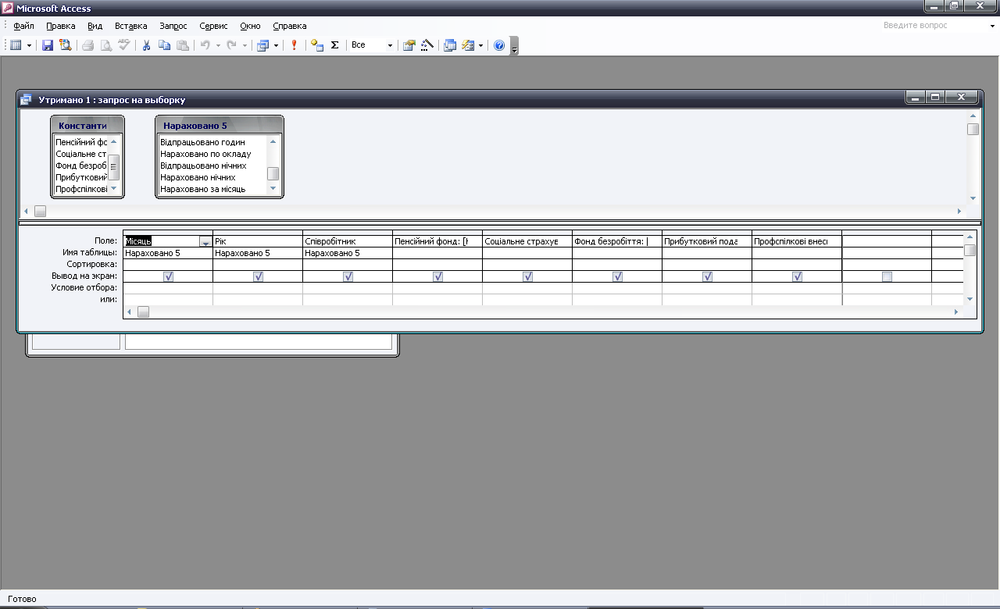 Microsoft Access
Файл Правка Вид Вставка Запрос Сервис Окно Справка Введите вопрос
ABC Σ Все
Утримано 1 : запрос на выборку
Константи Нараховано 5
Пенсійний фо Відпрацьовано годин
Соціальне ст Нараховано по окладу
Фонд безроб Відпрацьовано нічних
Прибутковий Нараховано нічних
Профспілкові Нараховано за місяць
Поле: Місяць Рік Співробітник Пенсійний фонд: [Н Соціальне страхув Фонд безробіття: [ Прибутковий пода Профспілкові внесі
Имя таблицы: Нараховано 5 Нараховано 5 Нараховано 5
Сортировка:
Вывод на экран:
Условие отбора:
или:
Готово